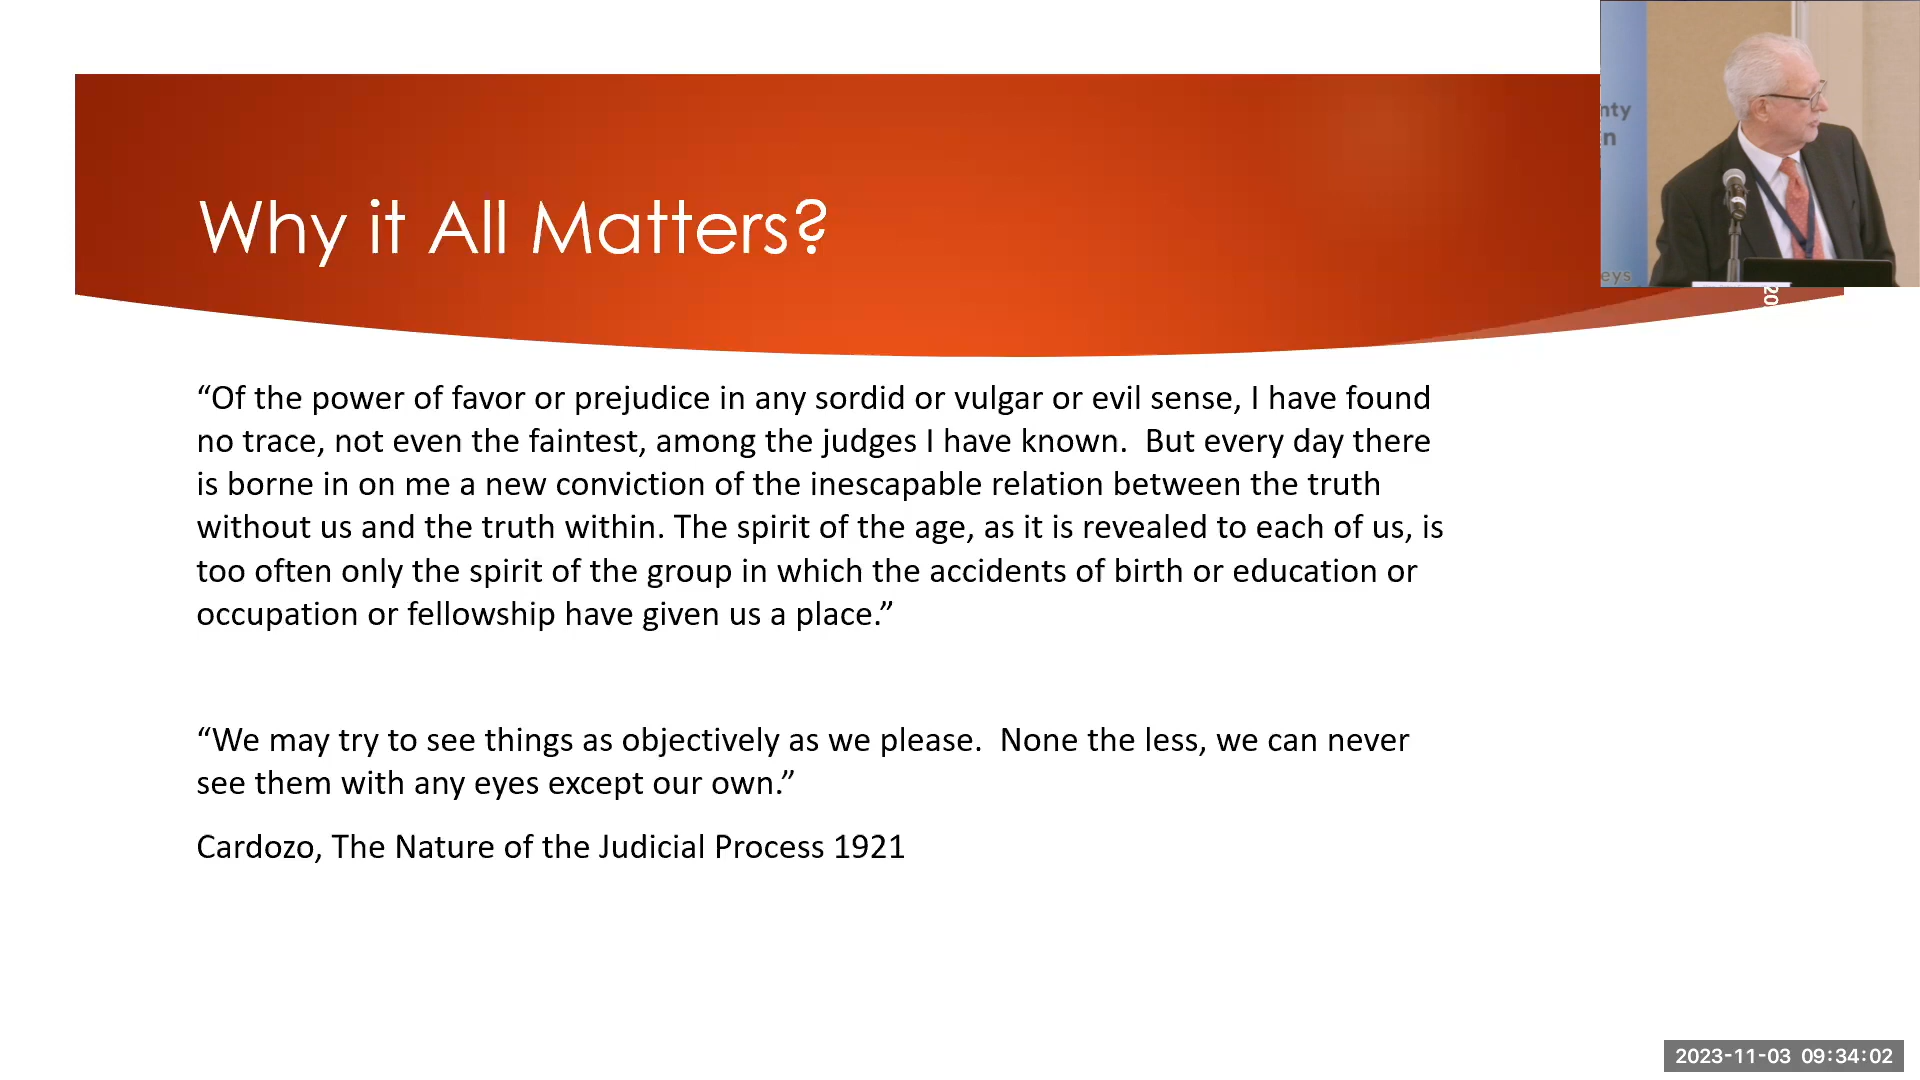 Why it All Matters?
nty
n
eys
20
“Of the power of favor or prejudice in any sordid or vulgar or evil sense, I have found
no trace, not even the faintest, among the judges I have known.  But every day there
is borne in on me a new conviction of the inescapable relation between the truth
without us and the truth within. The spirit of the age, as it is revealed to each of us, is
too often only the spirit of the group in which the accidents of birth or education or
occupation or fellowship have given us a place.”
“We may try to see things as objectively as we please.  None the less, we can never
see them with any eyes except our own.”
Cardozo, The Nature of the Judicial Process 1921
2023-11-03 09:34:02